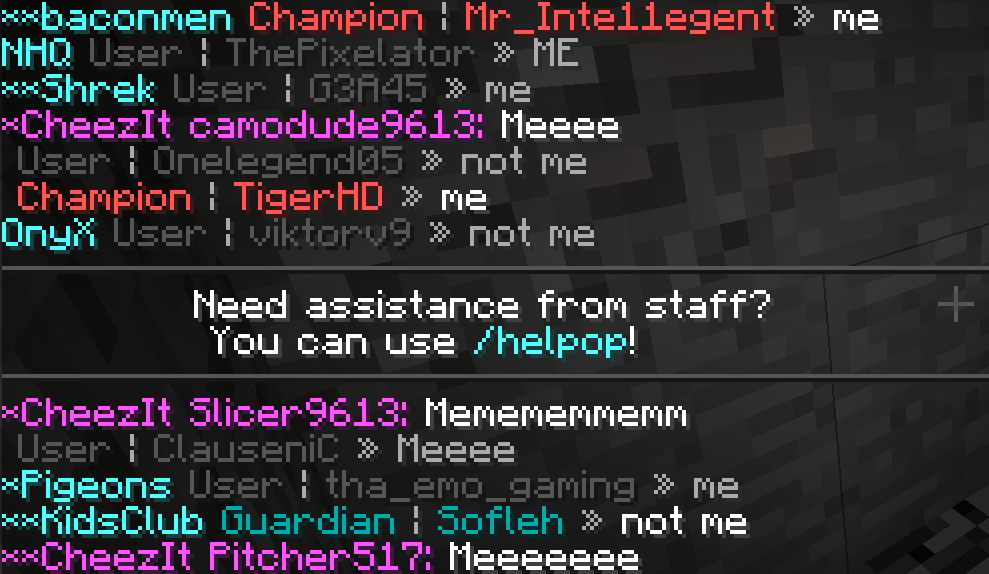 ××baconmen Champion ¦ Mr_Inte11egent » me
NHQ User ¦ ThePixelator » ME
××Shrek User ¦ G3A45 » me
×CheezIt camodude9613: Meeee
User ¦ Onelegend05 » not me
Champion ¦ TigerHD » me
OnyX User ¦ viktorv9 » not me
Need assistance from staff?
You can use /helpop!
×CheezIt Slicer9613: Memememmemm
User ¦ ClauseniC » Meeee
×Pigeons User ¦ tha_emo_gaming » me
××KidsClub Guardian ¦ Sofleh » not me
××CheezIt Pitcher517: Meeeeeee